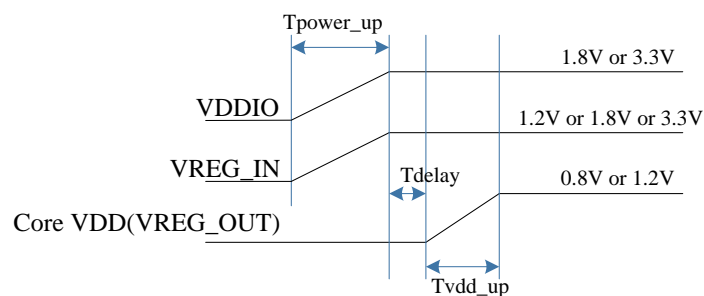 Tpower_up
1.8V or 3.3V
VDDIO
1.2V or 1.8V or 3.3V
VREG_IN
Tdelay
0.8V or 1.2V
Core VDD(VREG_OUT)
Tvdd_up